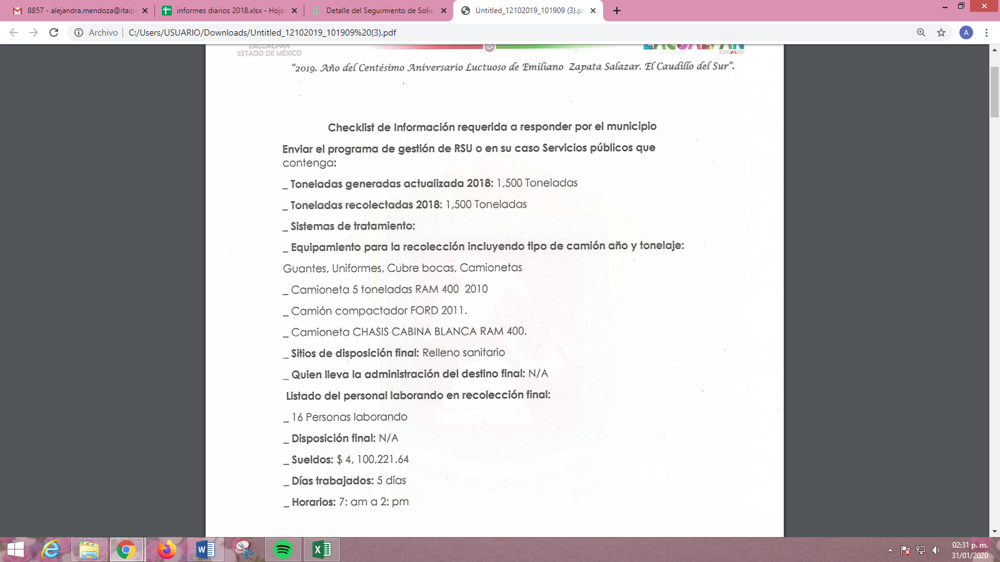 8857 - alejandra.mendoza@itaip
informes diarios 2018.xlsx - Hoja
Detalle del Seguimiento de Solici
Untitled_12102019_101909 (3).pd
Archivo
C:/Users/USUARIO/Downloads/Untitled_12102019_101909%20(3).pdf
A
ZACUALPAN
ESTADO DE MÉXICO
ZACUALPAN
EDOMEX
“2019. Año del Centésimo Aniversario Luctuoso de Emiliano Zapata Salazar. El Caudillo del Sur”.
Checklist de Información requerida a responder por el municipio
Enviar el programa de gestión de RSU o en su caso Servicios públicos que
contenga:
_ Toneladas generadas actualizada 2018: 1,500 Toneladas
_ Toneladas recolectadas 2018: 1,500 Toneladas
_ Sistemas de tratamiento:
_ Equipamiento para la recolección incluyendo tipo de camión año y tonelaje:
Guantes, Uniformes, Cubre bocas, Camionetas
_ Camioneta 5 toneladas RAM 400 2010
_ Camión compactador FORD 2011.
_ Camioneta CHASIS CABINA BLANCA RAM 400.
_ Sitios de disposición final: Relleno sanitario
_ Quien lleva la administración del destino final: N/A
Listado del personal laborando en recolección final:
_ 16 Personas laborando
_ Disposición final: N/A
_ Sueldos: $ 4, 100,221.64
_ Días trabajados: 5 días
_ Horarios: 7: am a 2: pm
02:31 p. m.
31/01/2020